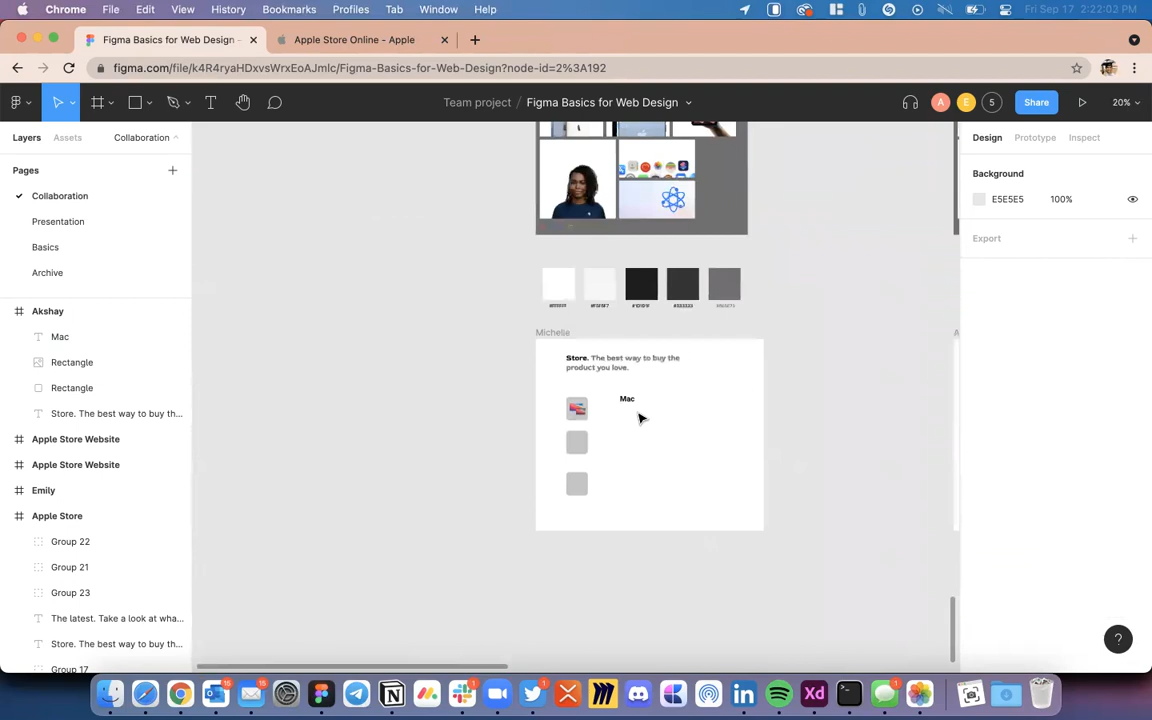 Chrome File Edit View History Bookmarks Profiles Tab Window Help Fri Sep 17 2:22:02 PM
Figma Basics for Web Design -
Apple Store Online - Apple
figma.com/file/k4R4ryaHDxvsWrxEoAJmlc/Figma-Basics-for-Web-Design?node-id=2%3A192
Team project / Figma Basics for Web Design
A E 5
Share
20%
Layers Assets Collaboration
Design Prototype Inspect
Pages
Collaboration
Presentation
Basics
Archive
Background
E5E5E5 100%
Export
Akshay
Mac
Rectangle
Rectangle
Store. The best way to buy th...
Apple Store Website
Apple Store Website
Emily
Apple Store
Group 22
Group 21
Group 23
The latest. Take a look at wha...
Store. The best way to buy th...
Group 17
Michelle
Store. The best way to buy the
product you love.
Mac
A
?